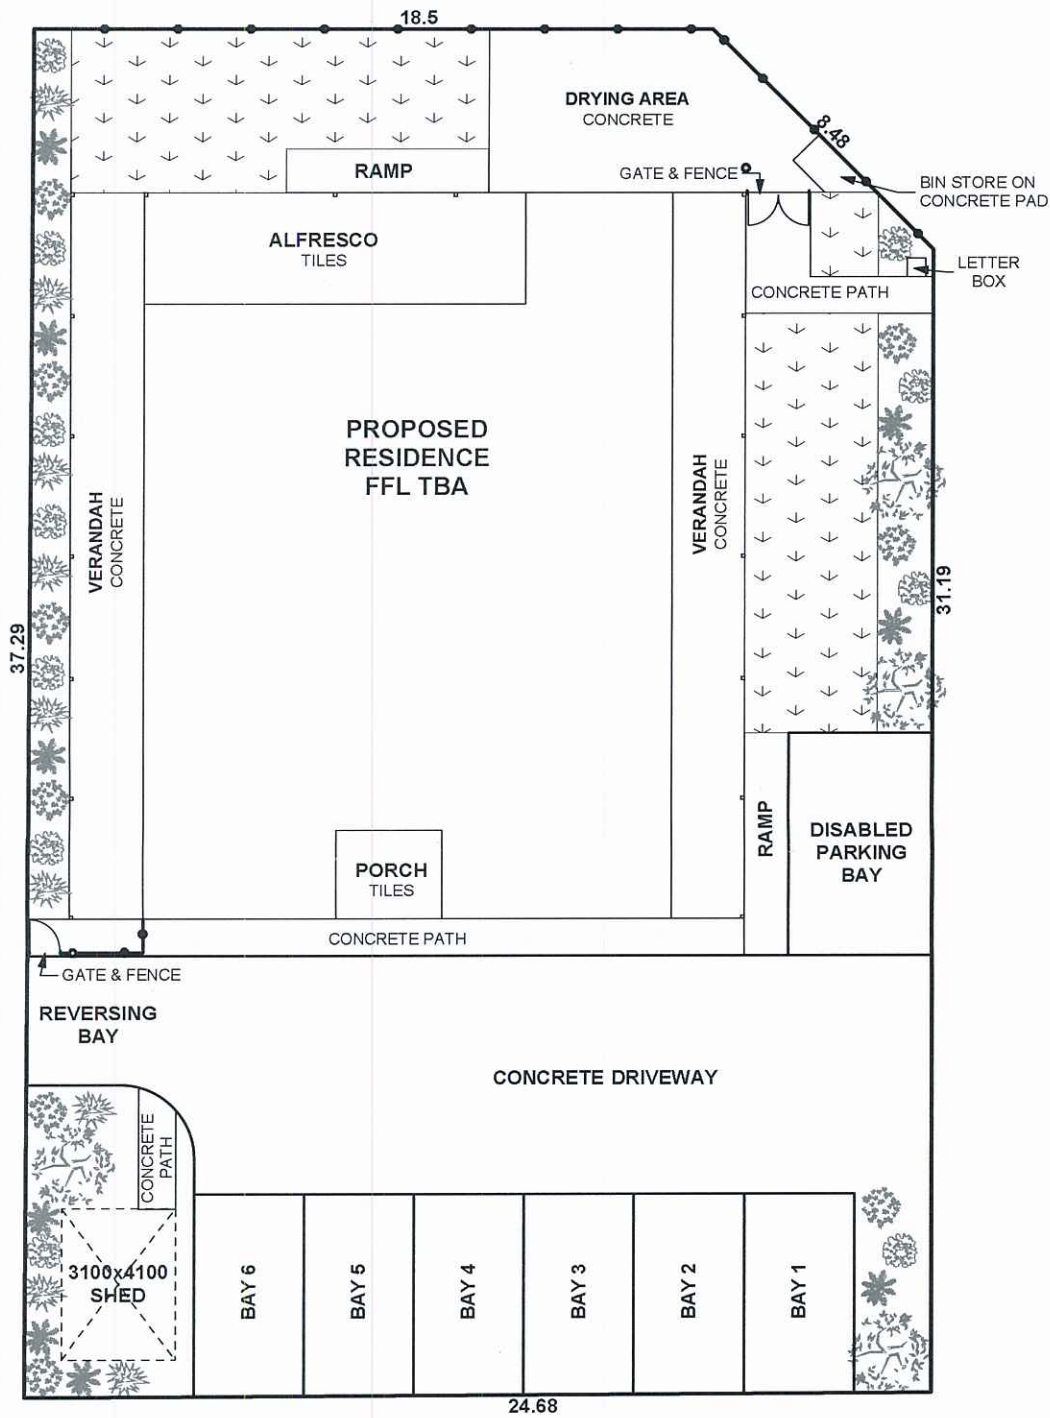 18.5
DRYING AREA
CONCRETE
8.48
RAMP
GATE & FENCE
BIN STORE ON
CONCRETE PAD
ALFRESCO
TILES
LETTER
BOX
CONCRETE PATH
PROPOSED
RESIDENCE
FFL TBA
VERANDAH
CONCRETE
VERANDAH
CONCRETE
37.29
31.19
RAMP
DISABLED
PARKING
BAY
PORCH
TILES
CONCRETE PATH
GATE & FENCE
REVERSING
BAY
CONCRETE DRIVEWAY
CONCRETE
PATH
3100x4100
SHED
BAY 6
BAY 5
BAY 4
BAY 3
BAY 2
BAY 1
24.68